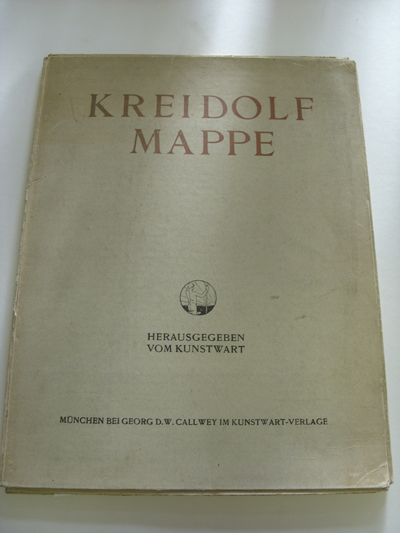 KREIDOLF
MAPPE
HERAUSGEGEBEN
VOM KUNSTWART
MÜNCHEN BEI GEORG D.W. CALLWEY IM KUNSTWART-VERLAGE